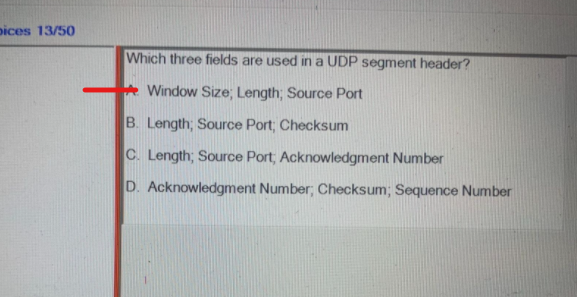 oices 13/50
Which three fields are used in a UDP segment header?
A. Window Size; Length; Source Port
B. Length; Source Port; Checksum
C. Length; Source Port; Acknowledgment Number
D. Acknowledgment Number; Checksum; Sequence Number